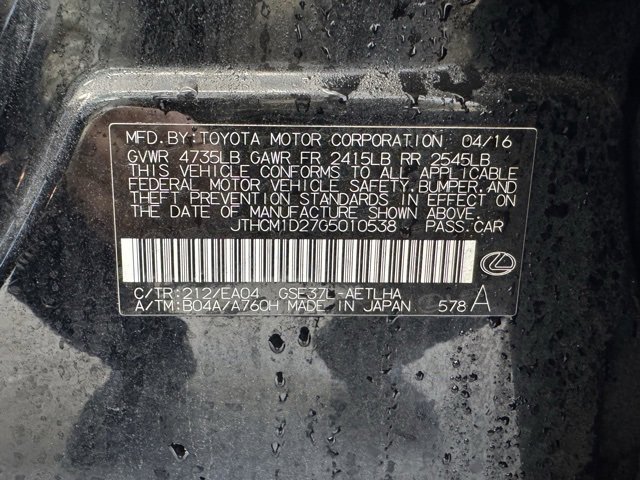 MFD. BY: TOYOTA MOTOR CORPORATION 04/16
GVWR 4735LB GAWR FR 2415LB RR 2545LB
THIS VEHICLE CONFORMS TO ALL APPLICABLE
FEDERAL MOTOR VEHICLE SAFETY, BUMPER, AND
THEFT PREVENTION STANDARDS IN EFFECT ON
THE DATE OF MANUFACTURE SHOWN ABOVE.
JTHCM1D27G5010538 PASS.CAR
C/TR:212/EA04 GSE37L-AETLHA
A/TM:B04A/A760H MADE IN JAPAN 578 A